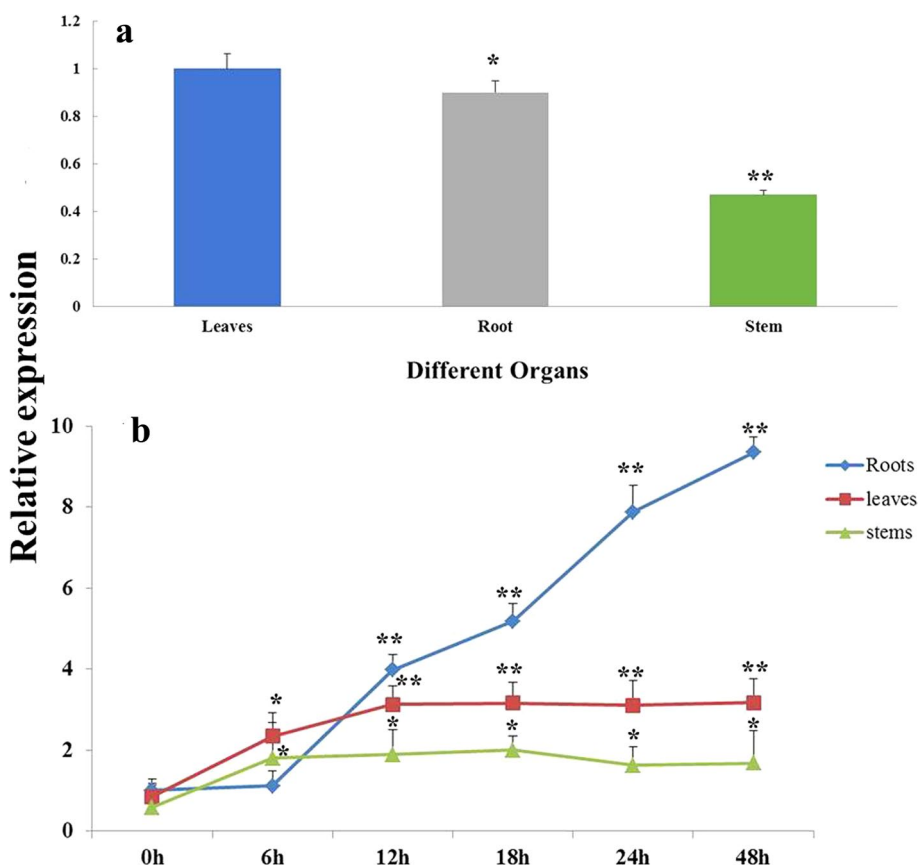 a
1.2
1
0.8
0.6
0.4
0.2
0
*
**
Leaves Root Stem
Different Organs
Relative expression
b
10
8
6
4
2
0
**
**
**
**
** ** ** **
*
* * * * *
0h 6h 12h 18h 24h 48h
Roots
leaves
stems